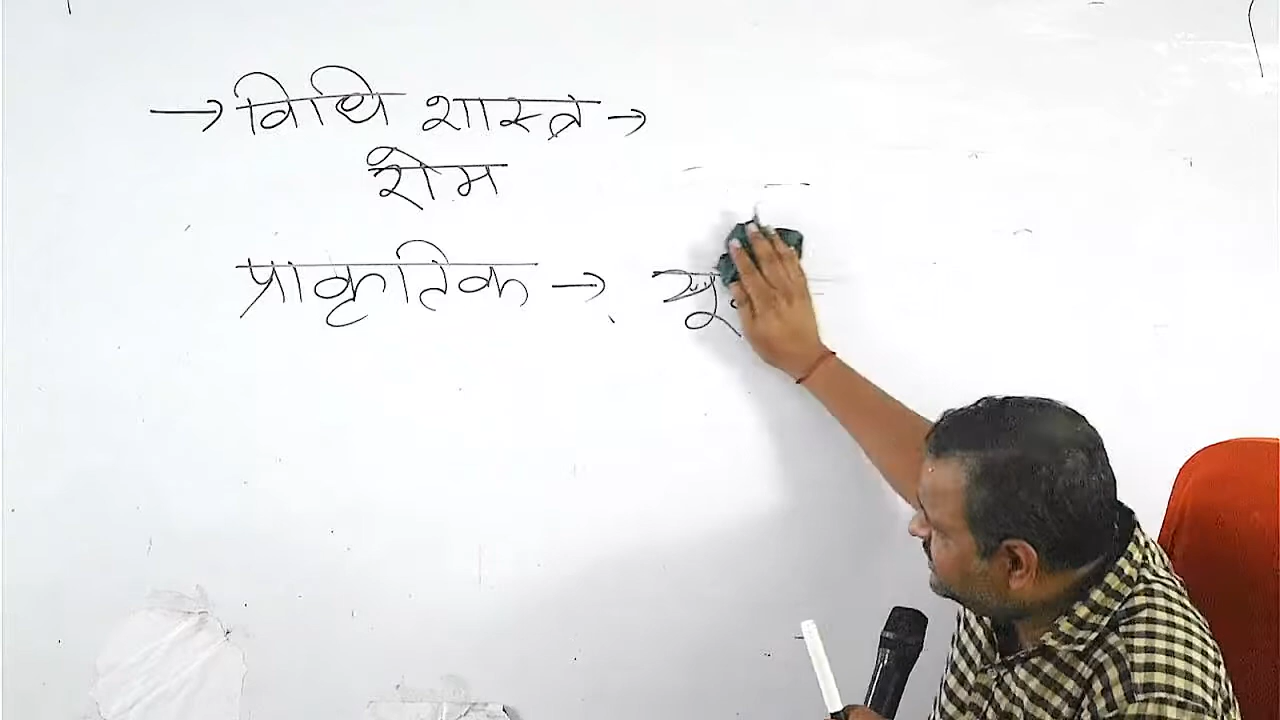 → विधि शास्त्र →
रोम
प्राकृतिक →